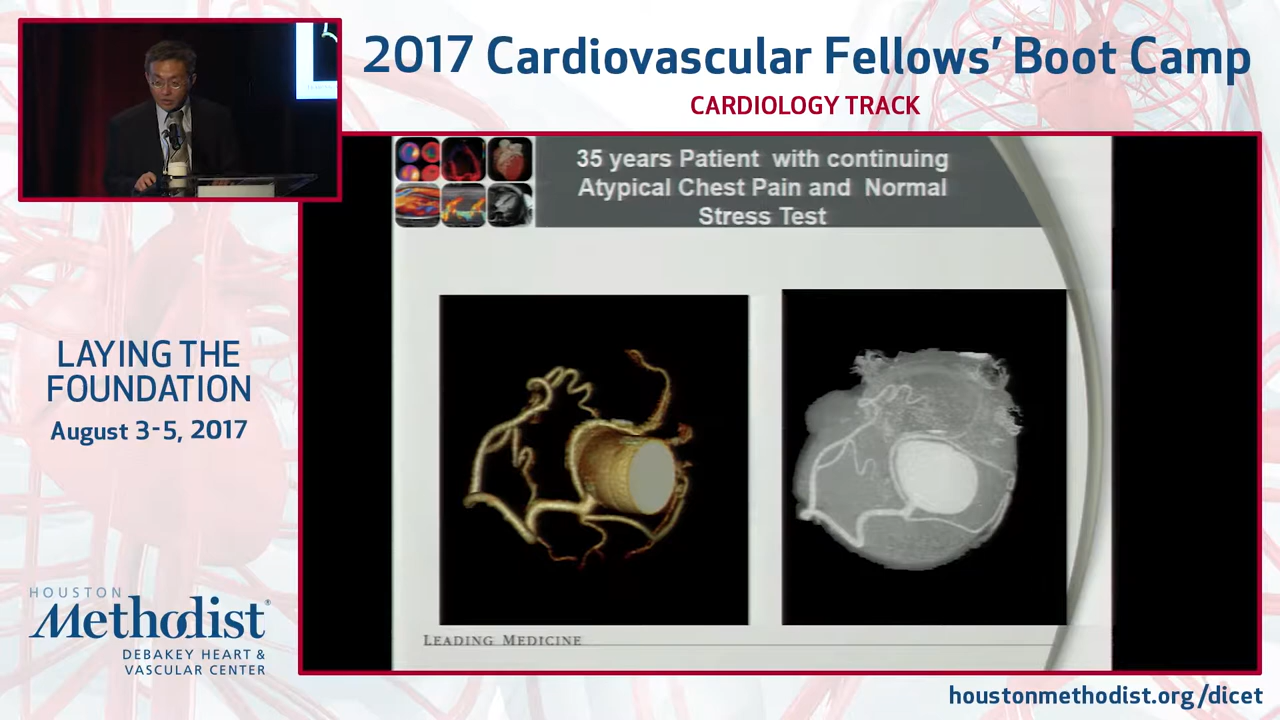 2017 Cardiovascular Fellows’ Boot Camp
CARDIOLOGY TRACK
35 years Patient with continuing
Atypical Chest Pain and Normal
Stress Test
LEADING MEDICINE
LAYING THE
FOUNDATION
August 3-5, 2017
HOUSTON
Methodist®
DEBAKEY HEART &
VASCULAR CENTER
houstonmethodist.org/dicet